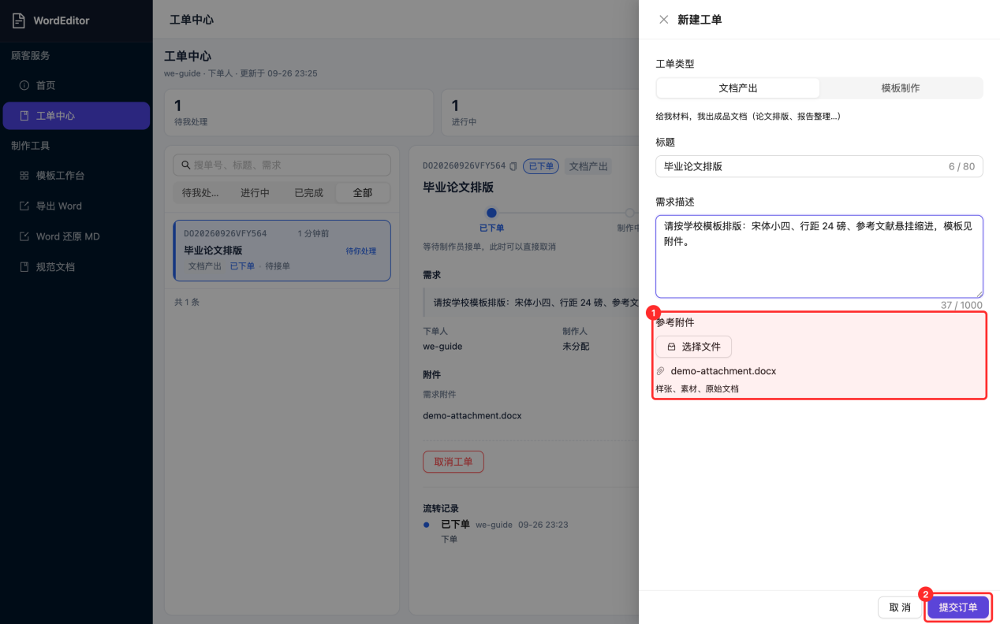 WordEditor
顾客服务
首页
工单中心
制作工具
模板工作台
导出 Word
Word 还原 MD
规范文档
工单中心
工单中心
we-guide · 下单人 · 更新于 09-26 23:25
1
待我处理
1
进行中
搜单号、标题、需求
待我处... 进行中 已完成 全部
DO20260926VFY564 1 分钟前
毕业论文排版 待你处理
文档产出 已下单 · 待接单
共 1 条
DO20260926VFY564 已下单 文档产出
毕业论文排版
已下单 制作中
等待制作员接单，此时可以直接取消
需求
请按学校模板排版：宋体小四、行距 24 磅、参考文
下单人 制作人
we-guide 未分配
附件
需求附件
demo-attachment.docx
取消工单
流转记录
已下单 we-guide 09-26 23:23
下单
新建工单
工单类型
文档产出 模板制作
给我材料，我出成品文档（论文排版、报告整理...）
标题
毕业论文排版 6 / 80
需求描述
请按学校模板排版：宋体小四、行距 24 磅、参考文献悬挂缩进，模板见
附件。
37 / 1000
1
参考附件
选择文件
demo-attachment.docx
样张、素材、原始文档
2
取 消 提交订单